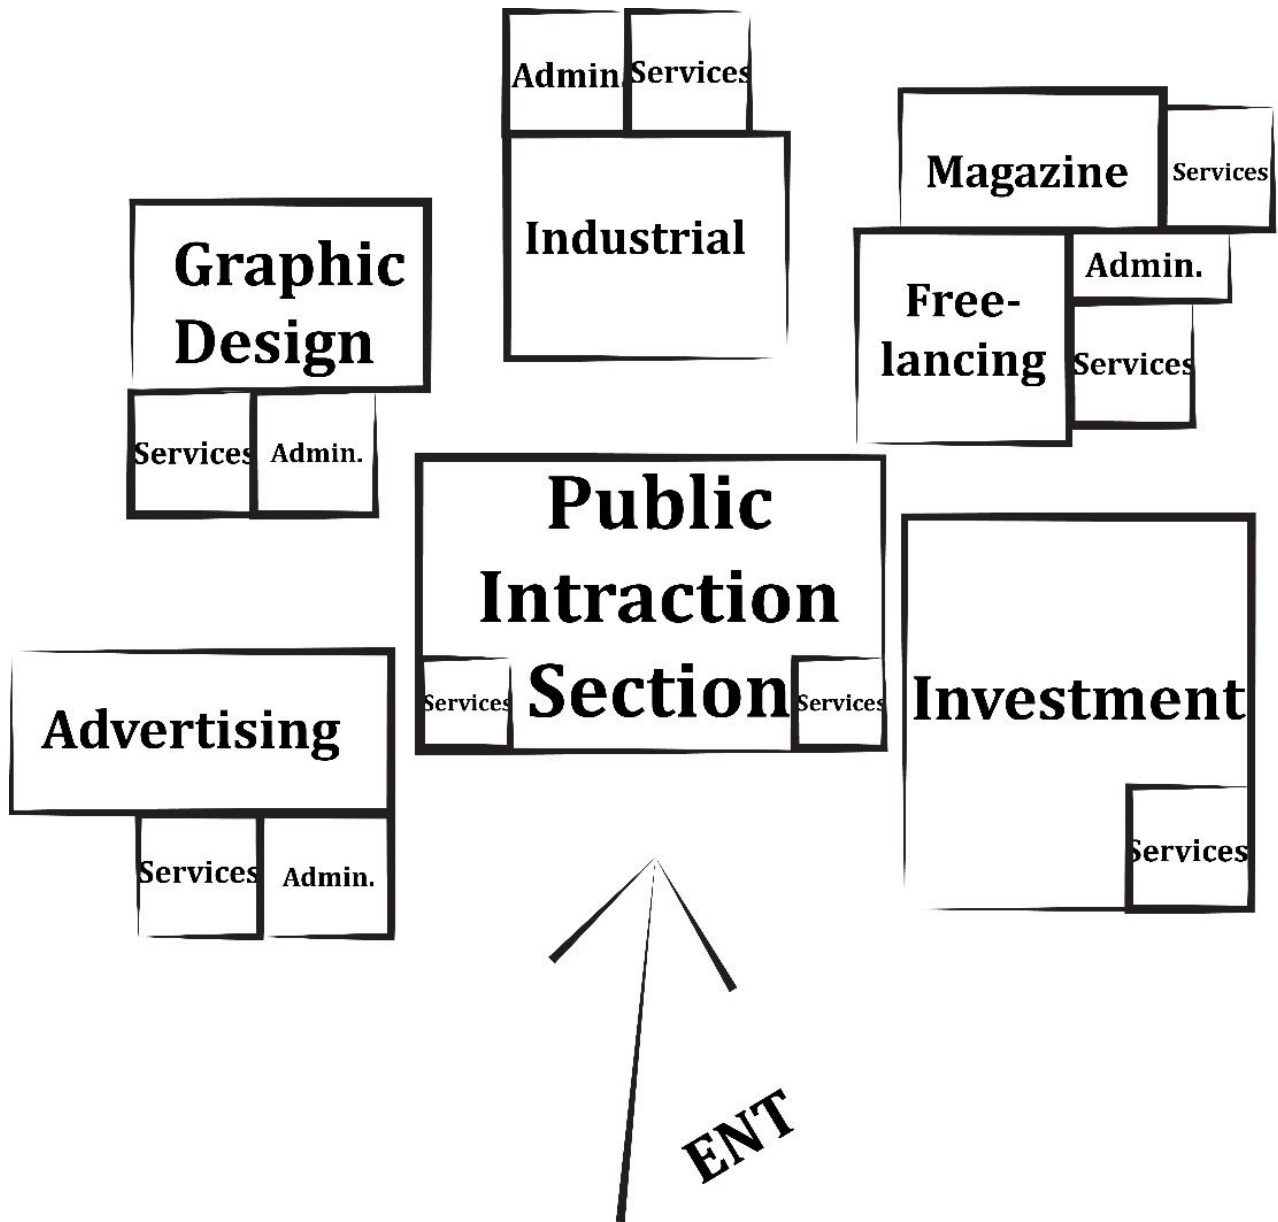 Admin.
Services
Industrial
Magazine
Services
Graphic
Design
Services
Admin.
Free-
lancing
Admin.
Services
Public
Intraction
Section
Services
Services
Investment
Services
Advertising
Services
Admin.
ENT